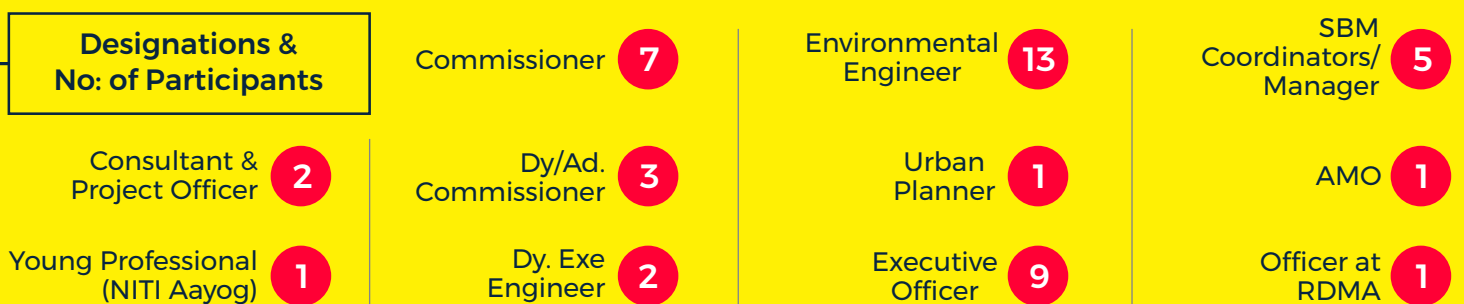 Designations &
No: of Participants
Commissioner 7
Environmental
Engineer 13
SBM
Coordinators/
Manager 5
Consultant &
Project Officer 2
Dy/Ad.
Commissioner 3
Urban
Planner 1
AMO 1
Young Professional
(NITI Aayog) 1
Dy. Exe
Engineer 2
Executive
Officer 9
Officer at
RDMA 1